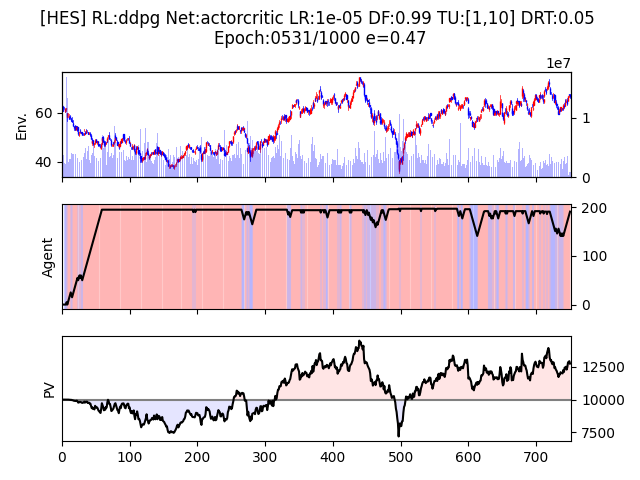 [HES] RL:ddpg Net:actorcritic LR:1e-05 DF:0.99 TU:[1,10] DRT:0.05
Epoch:0531/1000 e=0.47
1e7
Env.
60
40
1
0
Agent
200
100
0
PV
12500
10000
7500
0 100 200 300 400 500 600 700